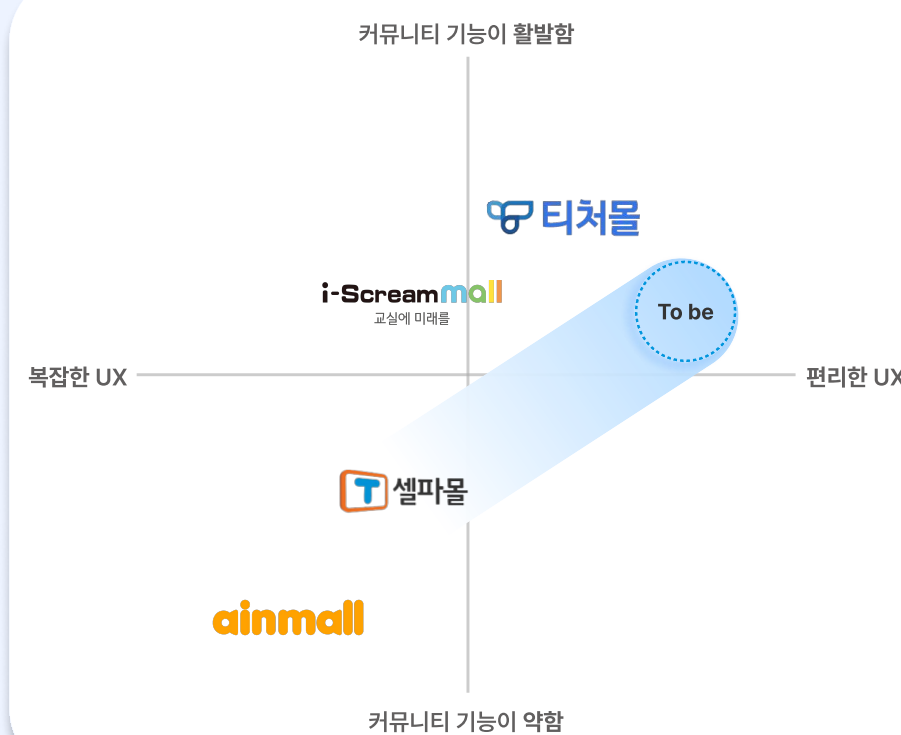 커뮤니티 기능이 활발함
티처몰
i-Scream mall
교실에 미래를
To be
복잡한 UX
편리한 UX
T 셀파몰
ainmall
커뮤니티 기능이 약함